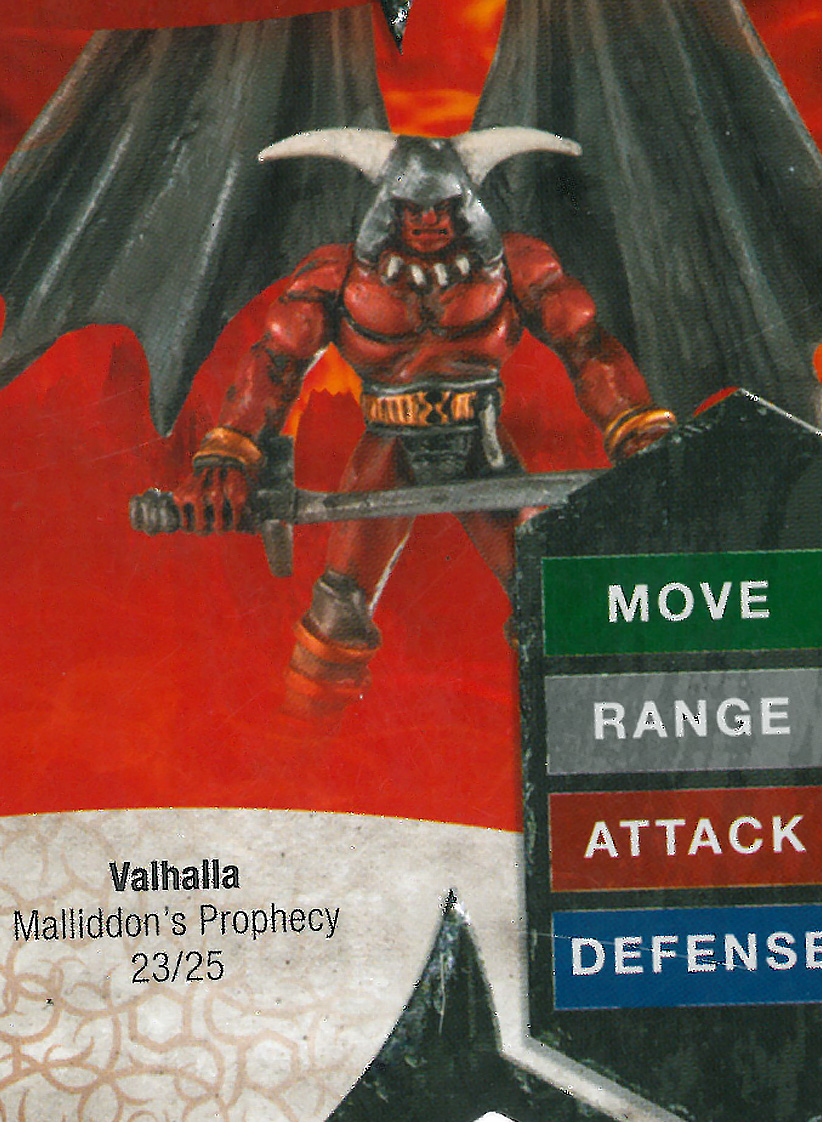 MOVE
RANGE
ATTACK
DEFENSE
Valhalla
Malliddon's Prophecy
23/25